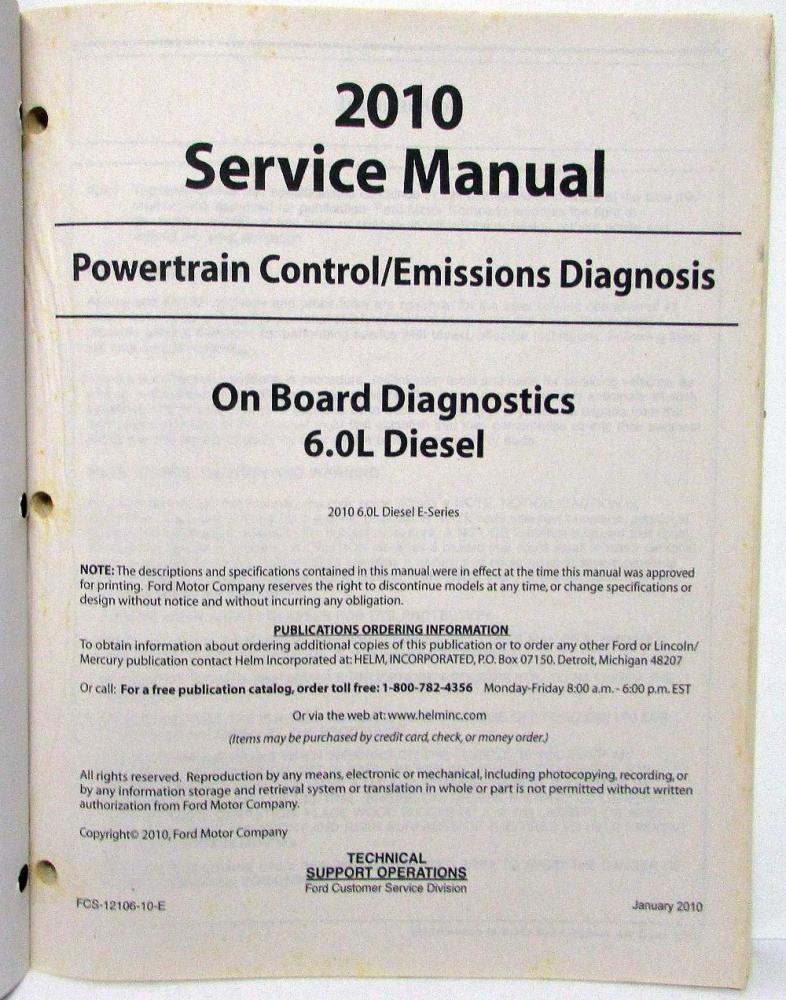 2010
Service Manual
Powertrain Control/Emissions Diagnosis
On Board Diagnostics
6.0L Diesel
2010 6.0L Diesel E-Series
NOTE: The descriptions and specifications contained in this manual were in effect at the time this manual was approved
for printing. Ford Motor Company reserves the right to discontinue models at any time, or change specifications or
design without notice and without incurring any obligation.
PUBLICATIONS ORDERING INFORMATION
To obtain information about ordering additional copies of this publication or to order any other Ford or Lincoln/
Mercury publication contact Helm Incorporated at: HELM, INCORPORATED, P.O. Box 07150. Detroit, Michigan 48207
Or call: For a free publication catalog, order toll free: 1-800-782-4356 Monday-Friday 8:00 a.m. - 6:00 p.m. EST
Or via the web at: www.helminc.com
(Items may be purchased by credit card, check, or money order.)
All rights reserved. Reproduction by any means, electronic or mechanical, including photocopying, recording, or
by any information storage and retrieval system or translation in whole or part is not permitted without written
authorization from Ford Motor Company.
Copyright© 2010, Ford Motor Company
TECHNICAL
SUPPORT OPERATIONS
Ford Customer Service Division
FCS-12106-10-E
January 2010